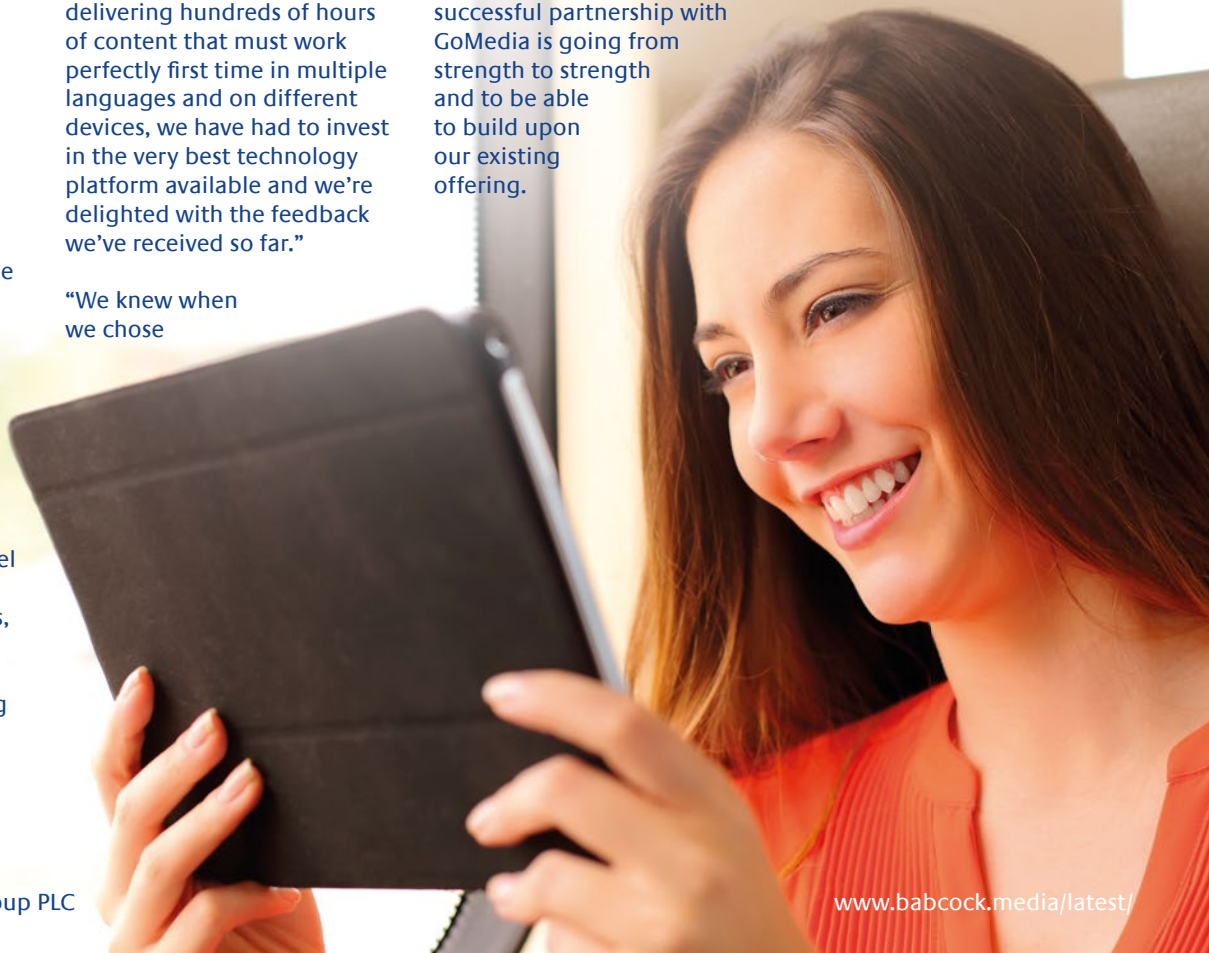 e
el
s,
g
oup PLC
delivering hundreds of hours
of content that must work
perfectly first time in multiple
languages and on different
devices, we have had to invest
in the very best technology
platform available and we’re
delighted with the feedback
we’ve received so far.”
“We knew when
we chose
successful partnership with
GoMedia is going from
strength to strength
and to be able
to build upon
our existing
offering.
www.babcock.media/latest/